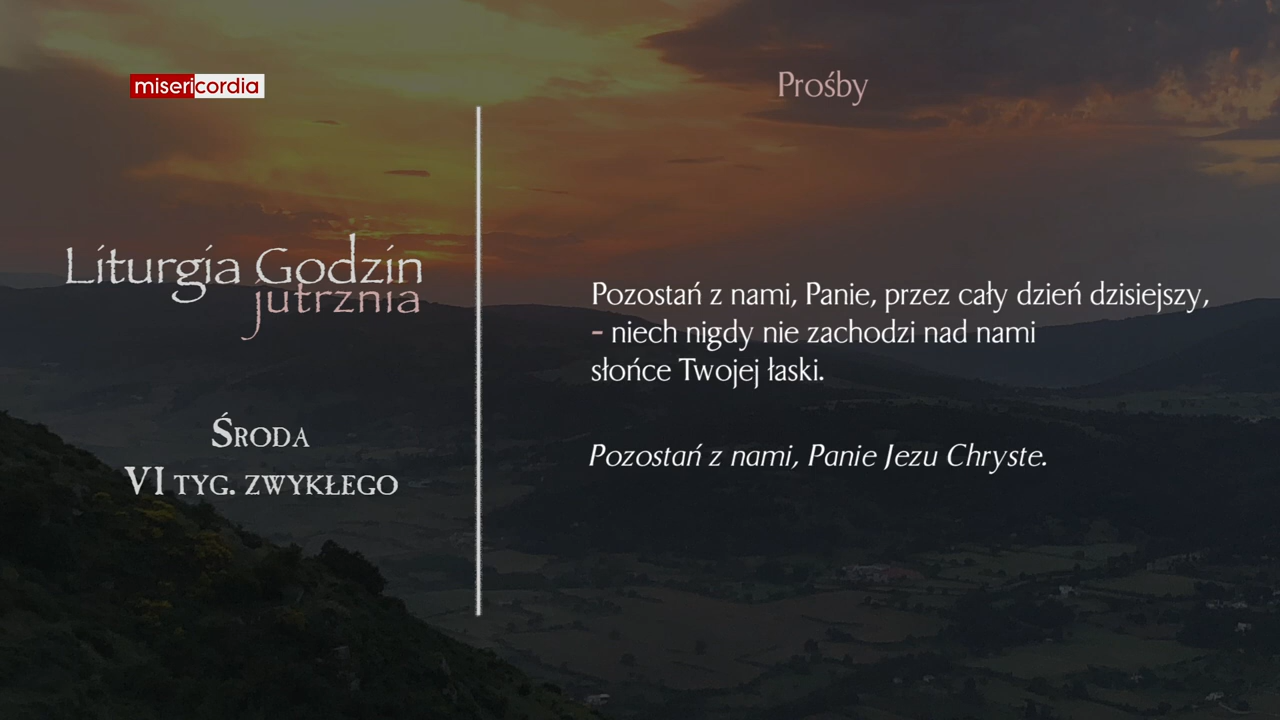 misericordia
Liturgia Godzin
jutrznia
Środa
VI tyg. zwykłego
Prośby
Pozostań z nami, Panie, przez cały dzień dzisiejszy,
- niech nigdy nie zachodzi nad nami
słońce Twojej łaski.
Pozostań z nami, Panie Jezu Chryste.